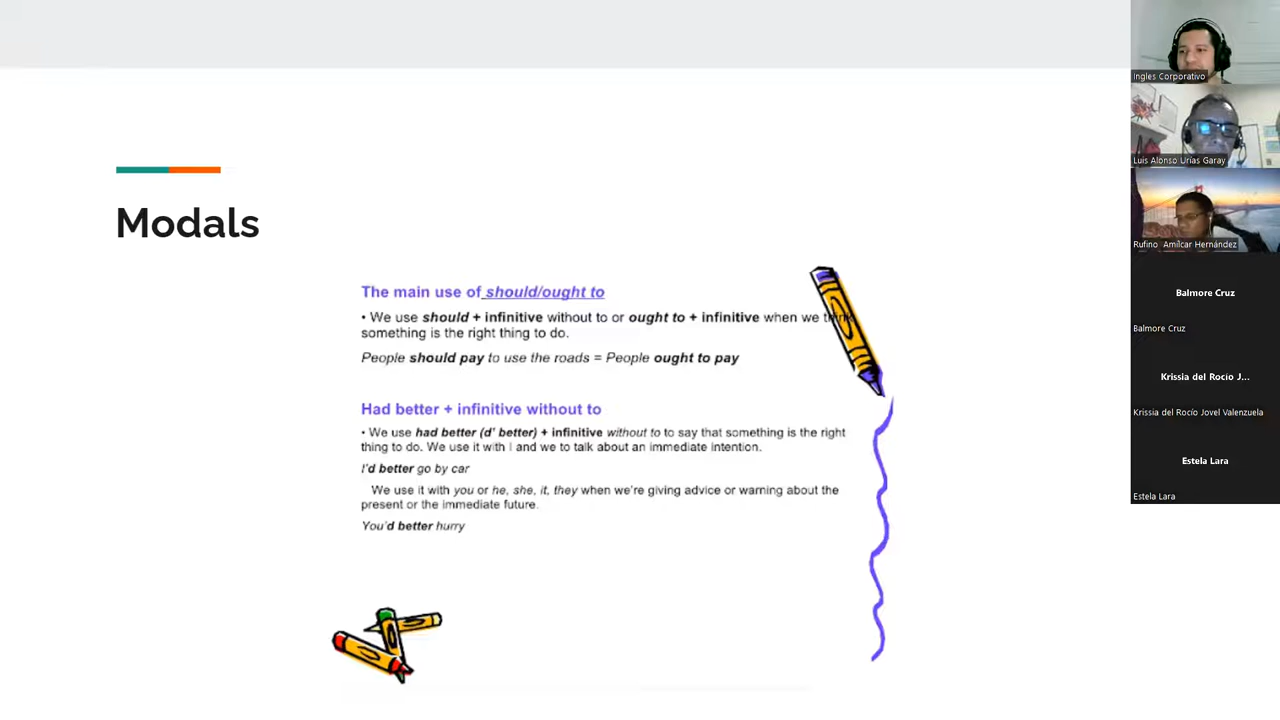 Modals
The main use of should/ought to
• We use should + infinitive without to or ought to + infinitive when we think
something is the right thing to do.
People should pay to use the roads = People ought to pay
Had better + infinitive without to
• We use had better (d' better) + infinitive without to to say that something is the right
thing to do. We use it with I and we to talk about an immediate intention.
I'd better go by car
We use it with you or he, she, it, they when we're giving advice or warning about the
present or the immediate future.
You'd better hurry
Ingles Corporativo
Luis Alonso Urías Garay
Rufino Amílcar Hernández
Balmore Cruz
Balmore Cruz
Krissia del Rocío J...
Krissia del Rocío Jovel Valenzuela
Estela Lara
Estela Lara